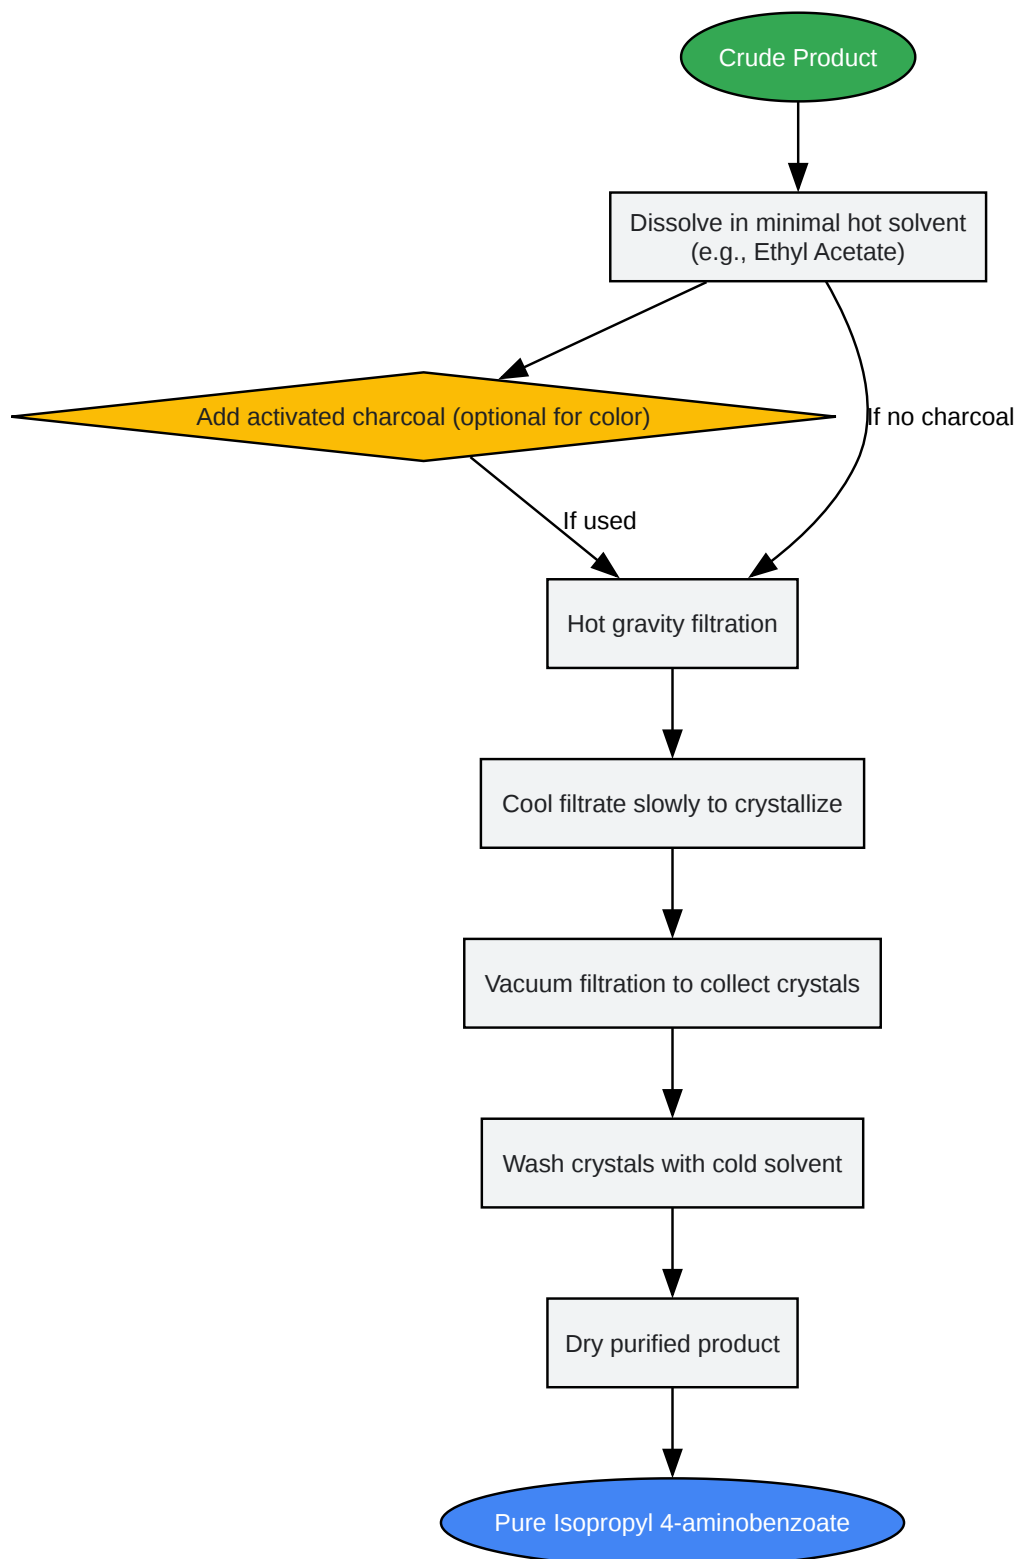 Crude Product
Dissolve in minimal hot solvent
(e.g., Ethyl Acetate)
Add activated charcoal (optional for color)
If no charcoal
If used
Hot gravity filtration
Cool filtrate slowly to crystallize
Vacuum filtration to collect crystals
Wash crystals with cold solvent
Dry purified product
Pure Isopropyl 4-aminobenzoate